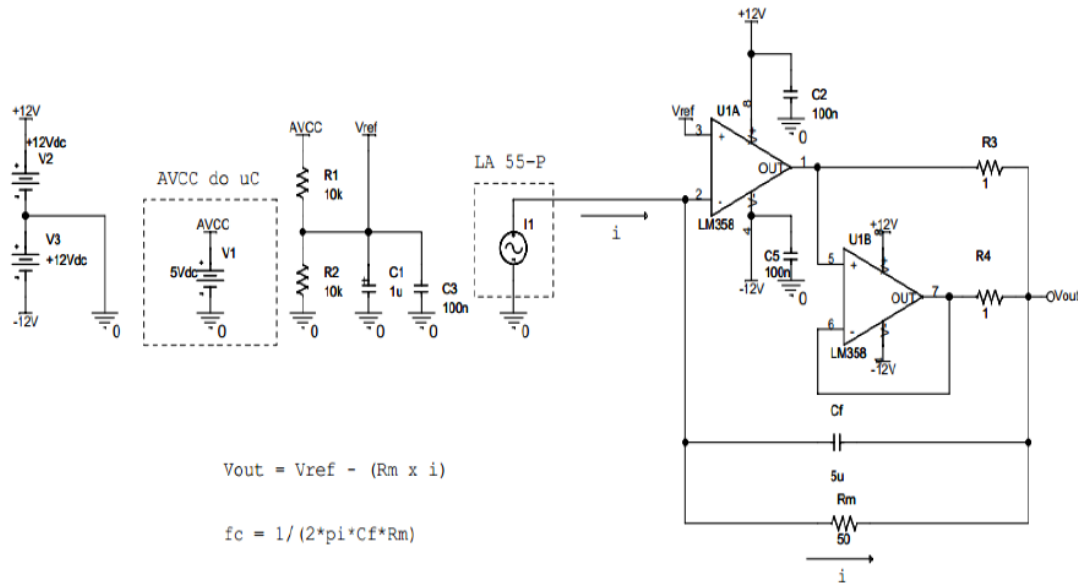 +12V
+12Vdc
V2
V3
+12Vdc
-12V
0
AVCC do uC
AVCC
V1
5Vdc
0
AVCC
Vref
R1
10k
R2
10k
C1
1u
C3
100n
0
0
0
LA 55-P
I1
0
i
+12V
C2
100n
0
Vref
U1A
8
3
+
V+
OUT
1
2
-
V-
LM358
4
C5
100n
0
-12V
R3
1
U1B
+12V
8
5
+
V+
OUT
7
6
-
V-
LM358
-12V
R4
1
Vout
Cf
5u
Rm
50
i
Vout = Vref - (Rm x i)
fc = 1/(2*pi*Cf*Rm)